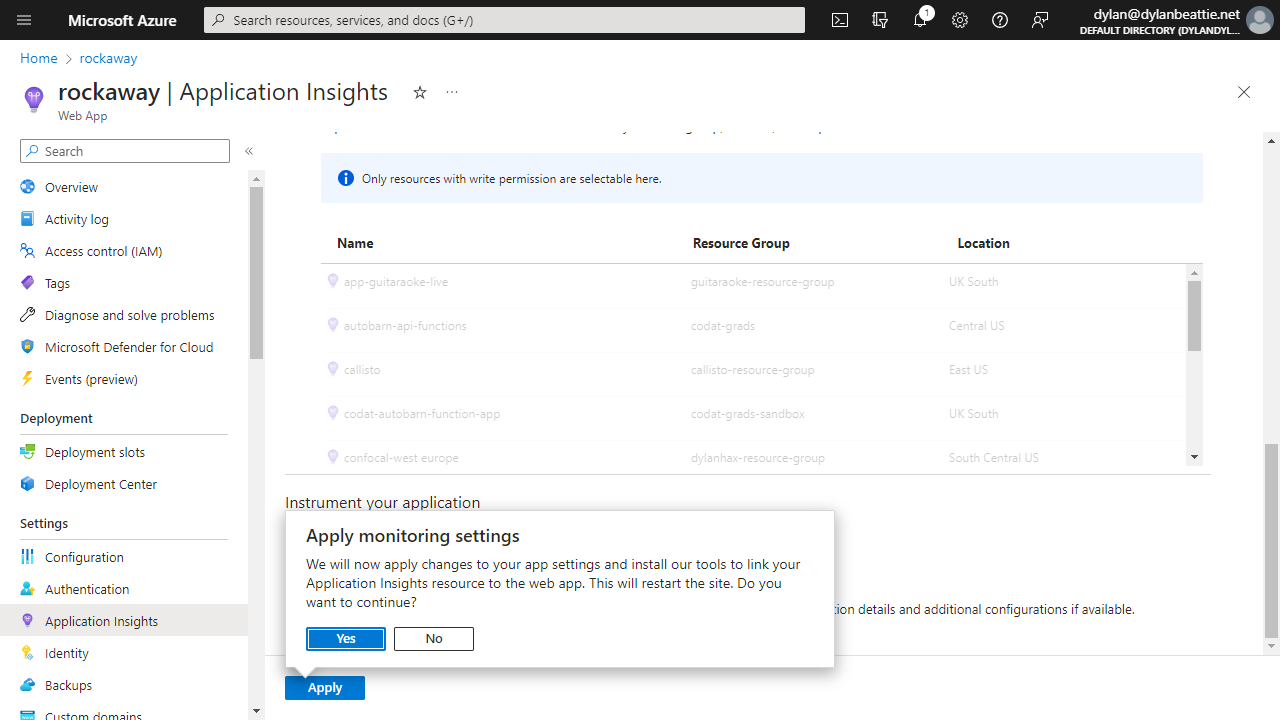 Microsoft Azure
Search resources, services, and docs (G+/)
1
dylan@dylanbeattie.net
DEFAULT DIRECTORY (DYLANDYL...
Home > rockaway
rockaway | Application Insights
Web App
Search
Overview
Activity log
Access control (IAM)
Tags
Diagnose and solve problems
Microsoft Defender for Cloud
Events (preview)
Deployment
Deployment slots
Deployment Center
Settings
Configuration
Authentication
Application Insights
Identity
Backups
Custom domains
Only resources with write permission are selectable here.
Name Resource Group Location
app-guitaraoke-live guitaraoke-resource-group UK South
autobarn-api-functions codat-grads Central US
callisto callisto-resource-group East US
codat-autobarn-function-app codat-grads-sandbox UK South
confocal-west europe dylanhax-resource-group South Central US
Instrument your application
Apply monitoring settings
We will now apply changes to your app settings and install our tools to link your
Application Insights resource to the web app. This will restart the site. Do you
want to continue?
details and additional configurations if available.
Yes No
Apply